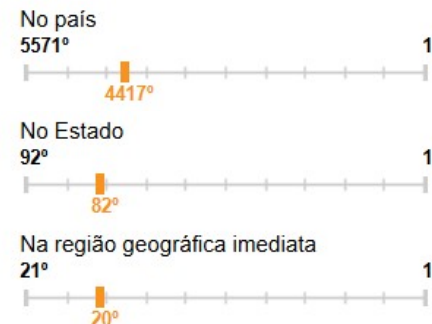 No país
5571º 1
4417º
No Estado
92º 1
82º
Na região geográfica imediata
21º 1
20º